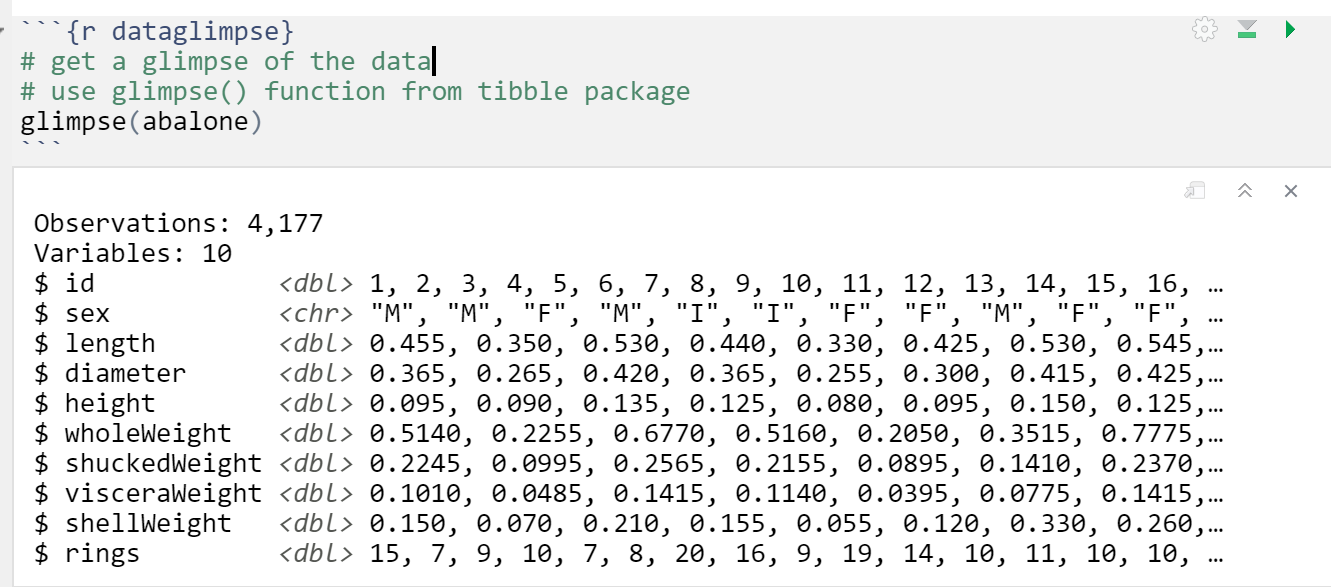 ```{r dataglimpse}
# get a glimpse of the data
# use glimpse() function from tibble package
glimpse(abalone)
```
Observations: 4,177
Variables: 10
$ id            <dbl> 1, 2, 3, 4, 5, 6, 7, 8, 9, 10, 11, 12, 13, 14, 15, 16, …
$ sex           <chr> "M", "M", "F", "M", "I", "I", "F", "F", "M", "F", "F", …
$ length        <dbl> 0.455, 0.350, 0.530, 0.440, 0.330, 0.425, 0.530, 0.545,…
$ diameter      <dbl> 0.365, 0.265, 0.420, 0.365, 0.255, 0.300, 0.415, 0.425,…
$ height        <dbl> 0.095, 0.090, 0.135, 0.125, 0.080, 0.095, 0.150, 0.125,…
$ wholeWeight   <dbl> 0.5140, 0.2255, 0.6770, 0.5160, 0.2050, 0.3515, 0.7775,…
$ shuckedWeight <dbl> 0.2245, 0.0995, 0.2565, 0.2155, 0.0895, 0.1410, 0.2370,…
$ visceraWeight <dbl> 0.1010, 0.0485, 0.1415, 0.1140, 0.0395, 0.0775, 0.1415,…
$ shellWeight   <dbl> 0.150, 0.070, 0.210, 0.155, 0.055, 0.120, 0.330, 0.260,…
$ rings         <dbl> 15, 7, 9, 10, 7, 8, 20, 16, 9, 19, 14, 10, 11, 10, 10, …